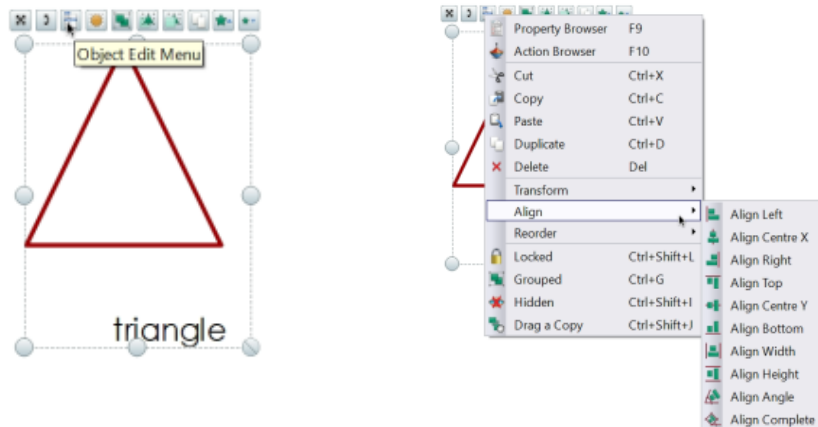 Object Edit Menu
triangle
Property Browser F9
Action Browser F10
Cut Ctrl+X
Copy Ctrl+C
Paste Ctrl+V
Duplicate Ctrl+D
Delete Del
Transform
Align
Reorder
Locked Ctrl+Shift+L
Grouped Ctrl+G
Hidden Ctrl+Shift+I
Drag a Copy Ctrl+Shift+J
Align Left
Align Centre X
Align Right
Align Top
Align Centre Y
Align Bottom
Align Width
Align Height
Align Angle
Align Complete